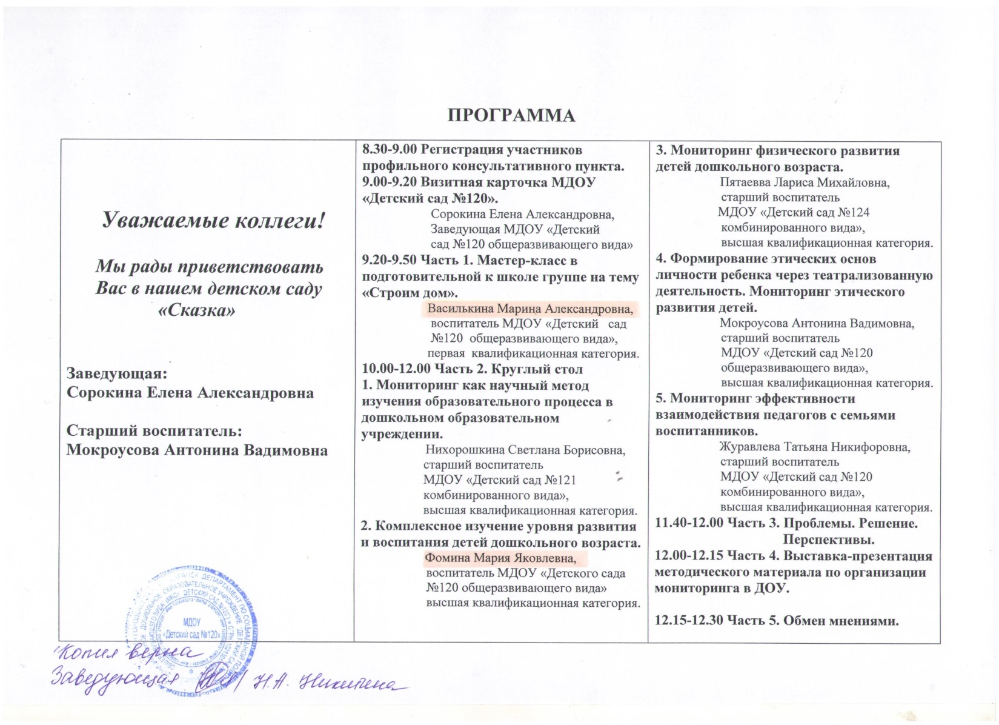 ПРОГРАММА
Уважаемые коллеги!
Мы рады приветствовать
Вас в нашем детском саду
«Сказка»
Заведующая:
Сорокина Елена Александровна
Старший воспитатель:
Мокроусова Антонина Вадимовна
8.30-9.00 Регистрация участников
профильного консультативного пункта.
9.00-9.20 Визитная карточка МДОУ
«Детский сад №120».
Сорокина Елена Александровна,
Заведующая МДОУ «Детский
сад №120 общеразвивающего вида»
9.20-9.50 Часть 1. Мастер-класс в
подготовительной к школе группе на тему
«Строим дом».
Василькина Марина Александровна,
воспитатель МДОУ «Детский сад
№120 общеразвивающего вида»,
первая квалификационная категория.
10.00-12.00 Часть 2. Круглый стол
1. Мониторинг как научный метод
изучения образовательного процесса в
дошкольном образовательном
учреждении.
Нихорошкина Светлана Борисовна,
старший воспитатель
МДОУ «Детский сад №121
комбинированного вида»,
высшая квалификационная категория.
2. Комплексное изучение уровня развития
и воспитания детей дошкольного возраста.
Фомина Мария Яковлевна,
воспитатель МДОУ «Детского сада
№120 общеразвивающего вида»
высшая квалификационная категория.
3. Мониторинг физического развития
детей дошкольного возраста.
Пятаевва Лариса Михайловна,
старший воспитатель
МДОУ «Детский сад №124
комбинированного вида»,
высшая квалификационная категория.
4. Формирование этических основ
личности ребенка через театрализованную
деятельность. Мониторинг этического
развития детей.
Мокроусова Антонина Вадимовна,
старший воспитатель
МДОУ «Детский сад №120
общеразвивающего вида»,
высшая квалификационная категория.
5. Мониторинг эффективности
взаимодействия педагогов с семьями
воспитанников.
Журавлева Татьяна Никифоровна,
старший воспитатель
МДОУ «Детский сад №120
комбинированного вида»,
высшая квалификационная категория.
11.40-12.00 Часть 3. Проблемы. Решение.
Перспективы.
12.00-12.15 Часть 4. Выставка-презентация
методического материала по организации
мониторинга в ДОУ.
12.15-12.30 Часть 5. Обмен мнениями.
МДОУ
«Детский сад №120»
Копия верна
Заведующая / Н.А. Никитина